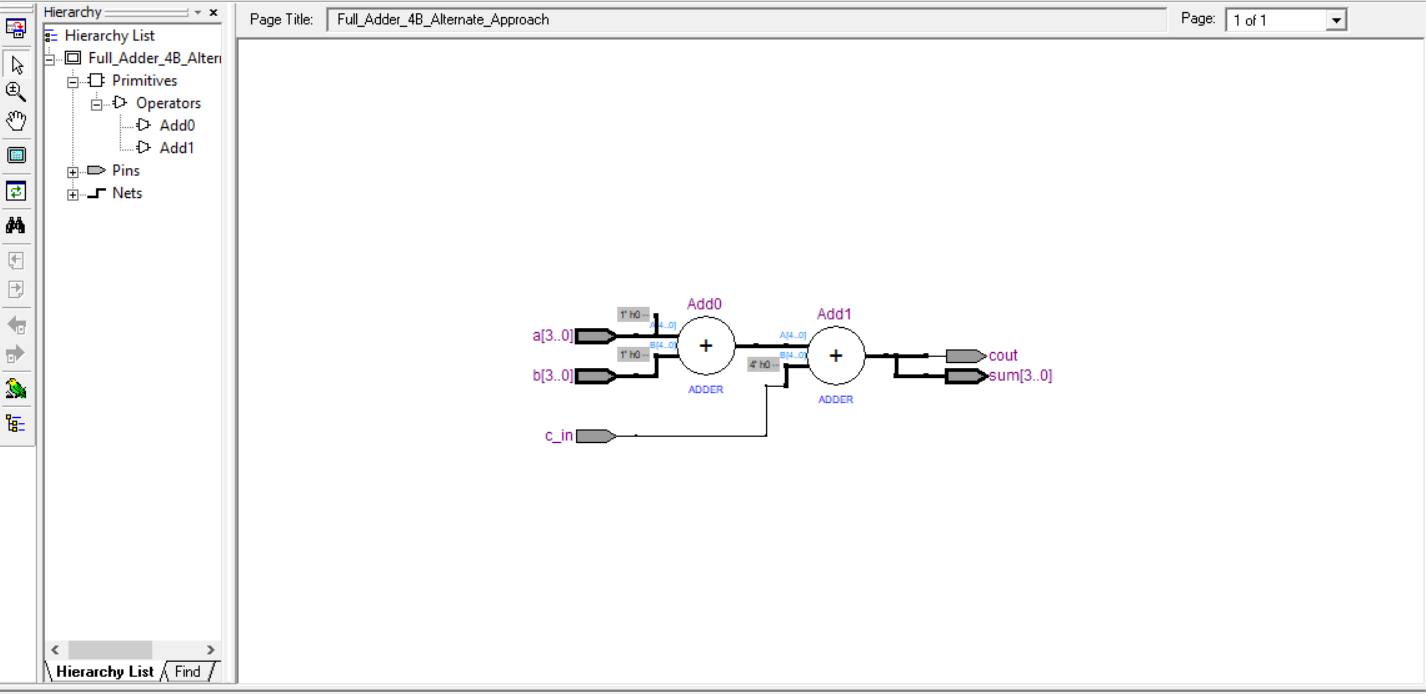 Hierarchy
Page Title: Full_Adder_4B_Alternate_Approach
Page: 1 of 1
Hierarchy List
Full_Adder_4B_Alter
Primitives
Operators
Add0
Add1
Pins
Nets
Add0
Add1
1' h0 --
A[4..0]
a[3..0]
1' h0 --
B[4..0]
+
A[4..0]
B[4..0]
4' h0 --
+
cout
b[3..0]
sum[3..0]
ADDER
ADDER
c_in
Hierarchy List
Find